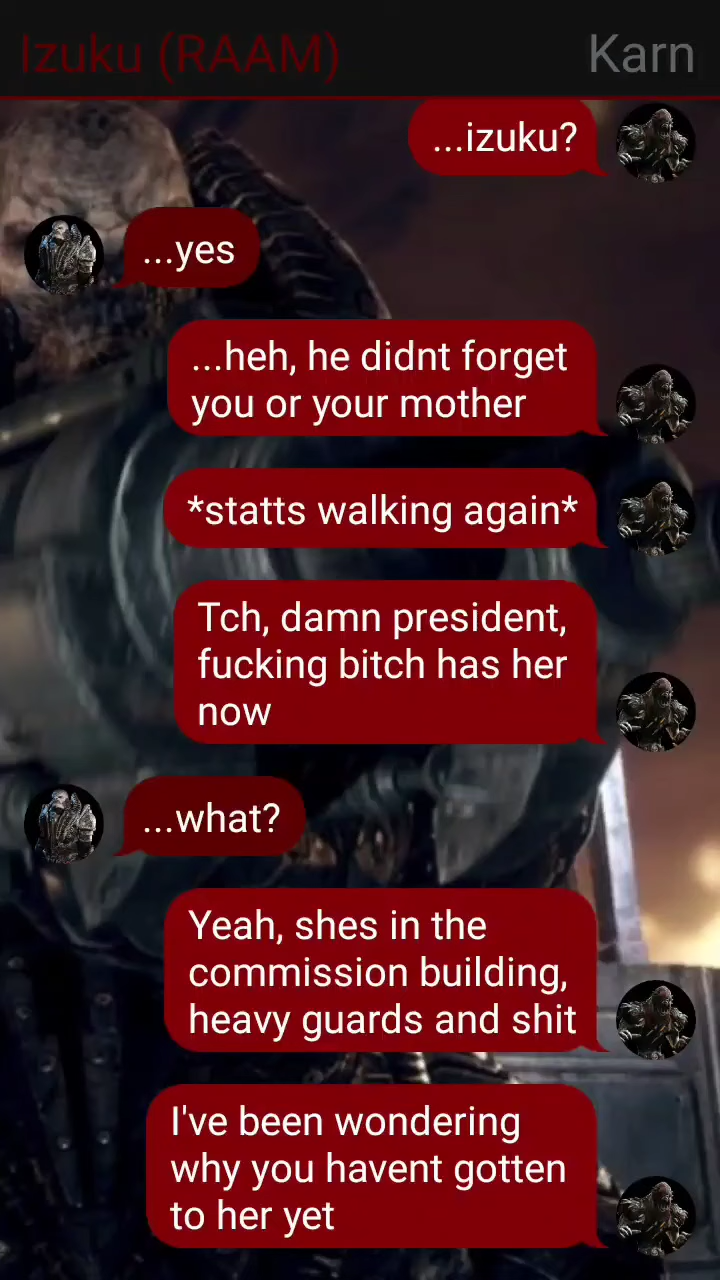 Izuku (RAAM) Karn
...izuku?
...yes
...heh, he didnt forget
you or your mother
*statts walking again*
Tch, damn president,
fucking bitch has her
now
...what?
Yeah, shes in the
commission building,
heavy guards and shit
I've been wondering
why you havent gotten
to her yet